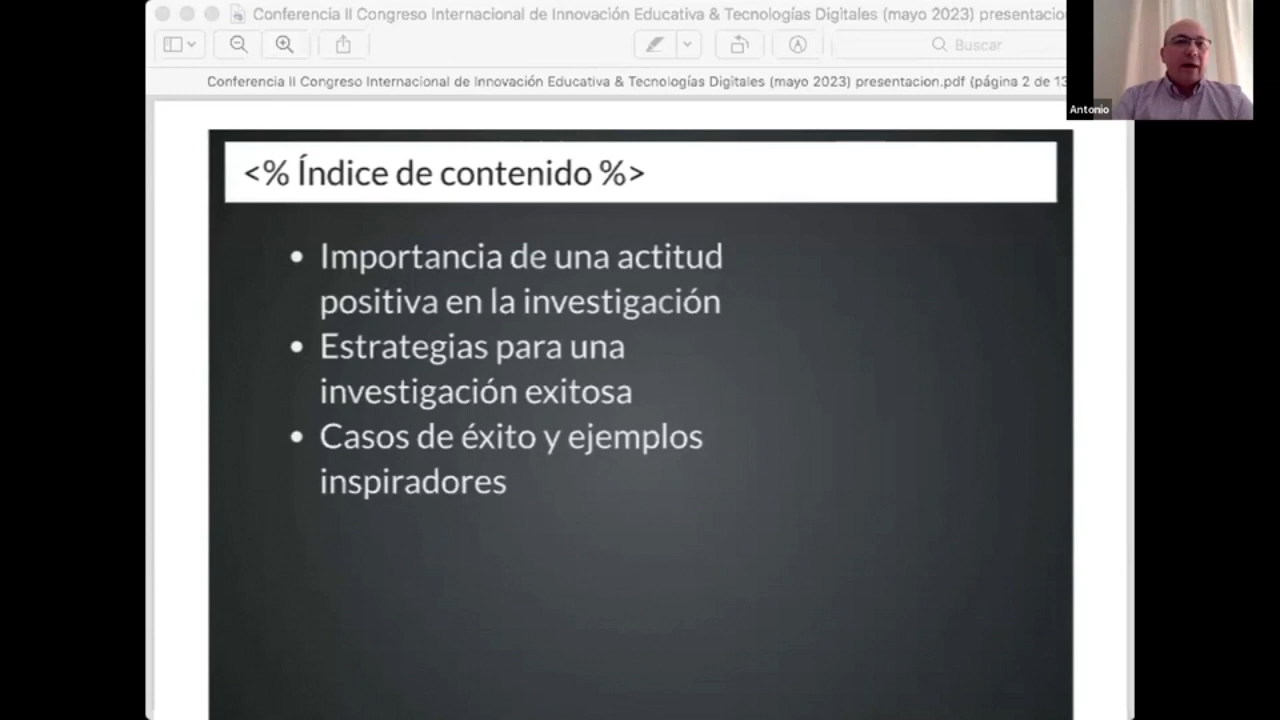 Conferencia II Congreso Internacional de Innovación Educativa & Tecnologías Digitales (mayo 2023) presentacio
Buscar
Conferencia II Congreso Internacional de Innovación Educativa & Tecnologías Digitales (mayo 2023) presentacion.pdf (página 2 de 13
Antonio
<% Índice de contenido %>
• Importancia de una actitud
positiva en la investigación
• Estrategias para una
investigación exitosa
• Casos de éxito y ejemplos
inspiradores